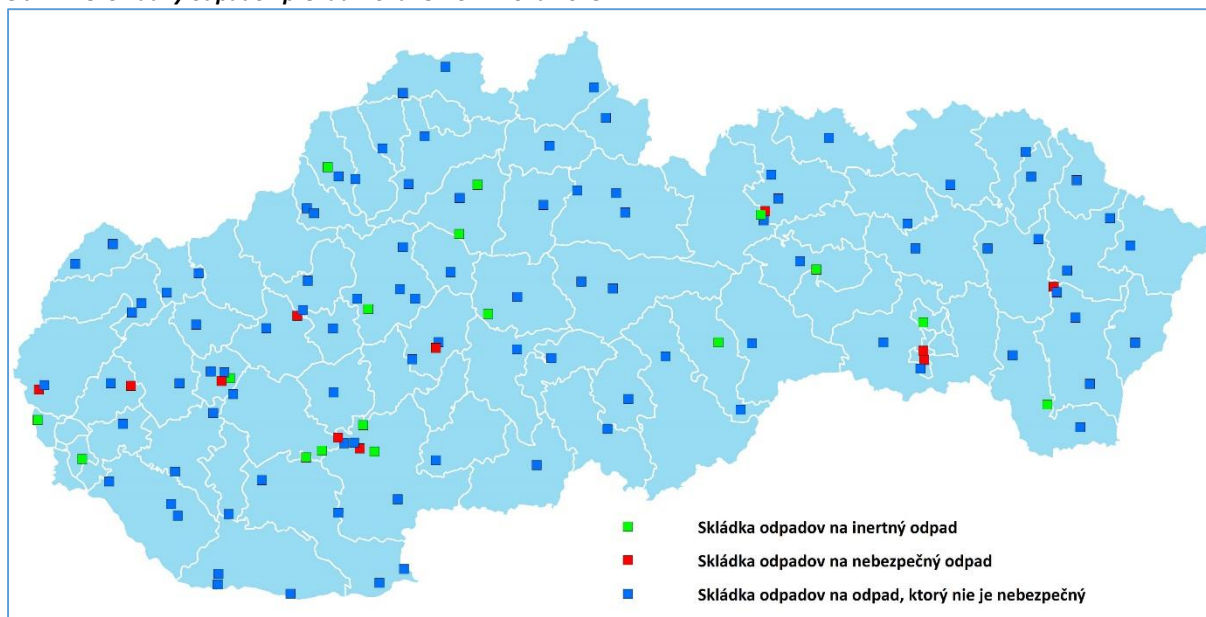 Skládka odpadov na inertný odpad
Skládka odpadov na nebezpečný odpad
Skládka odpadov na odpad, ktorý nie je nebezpečný